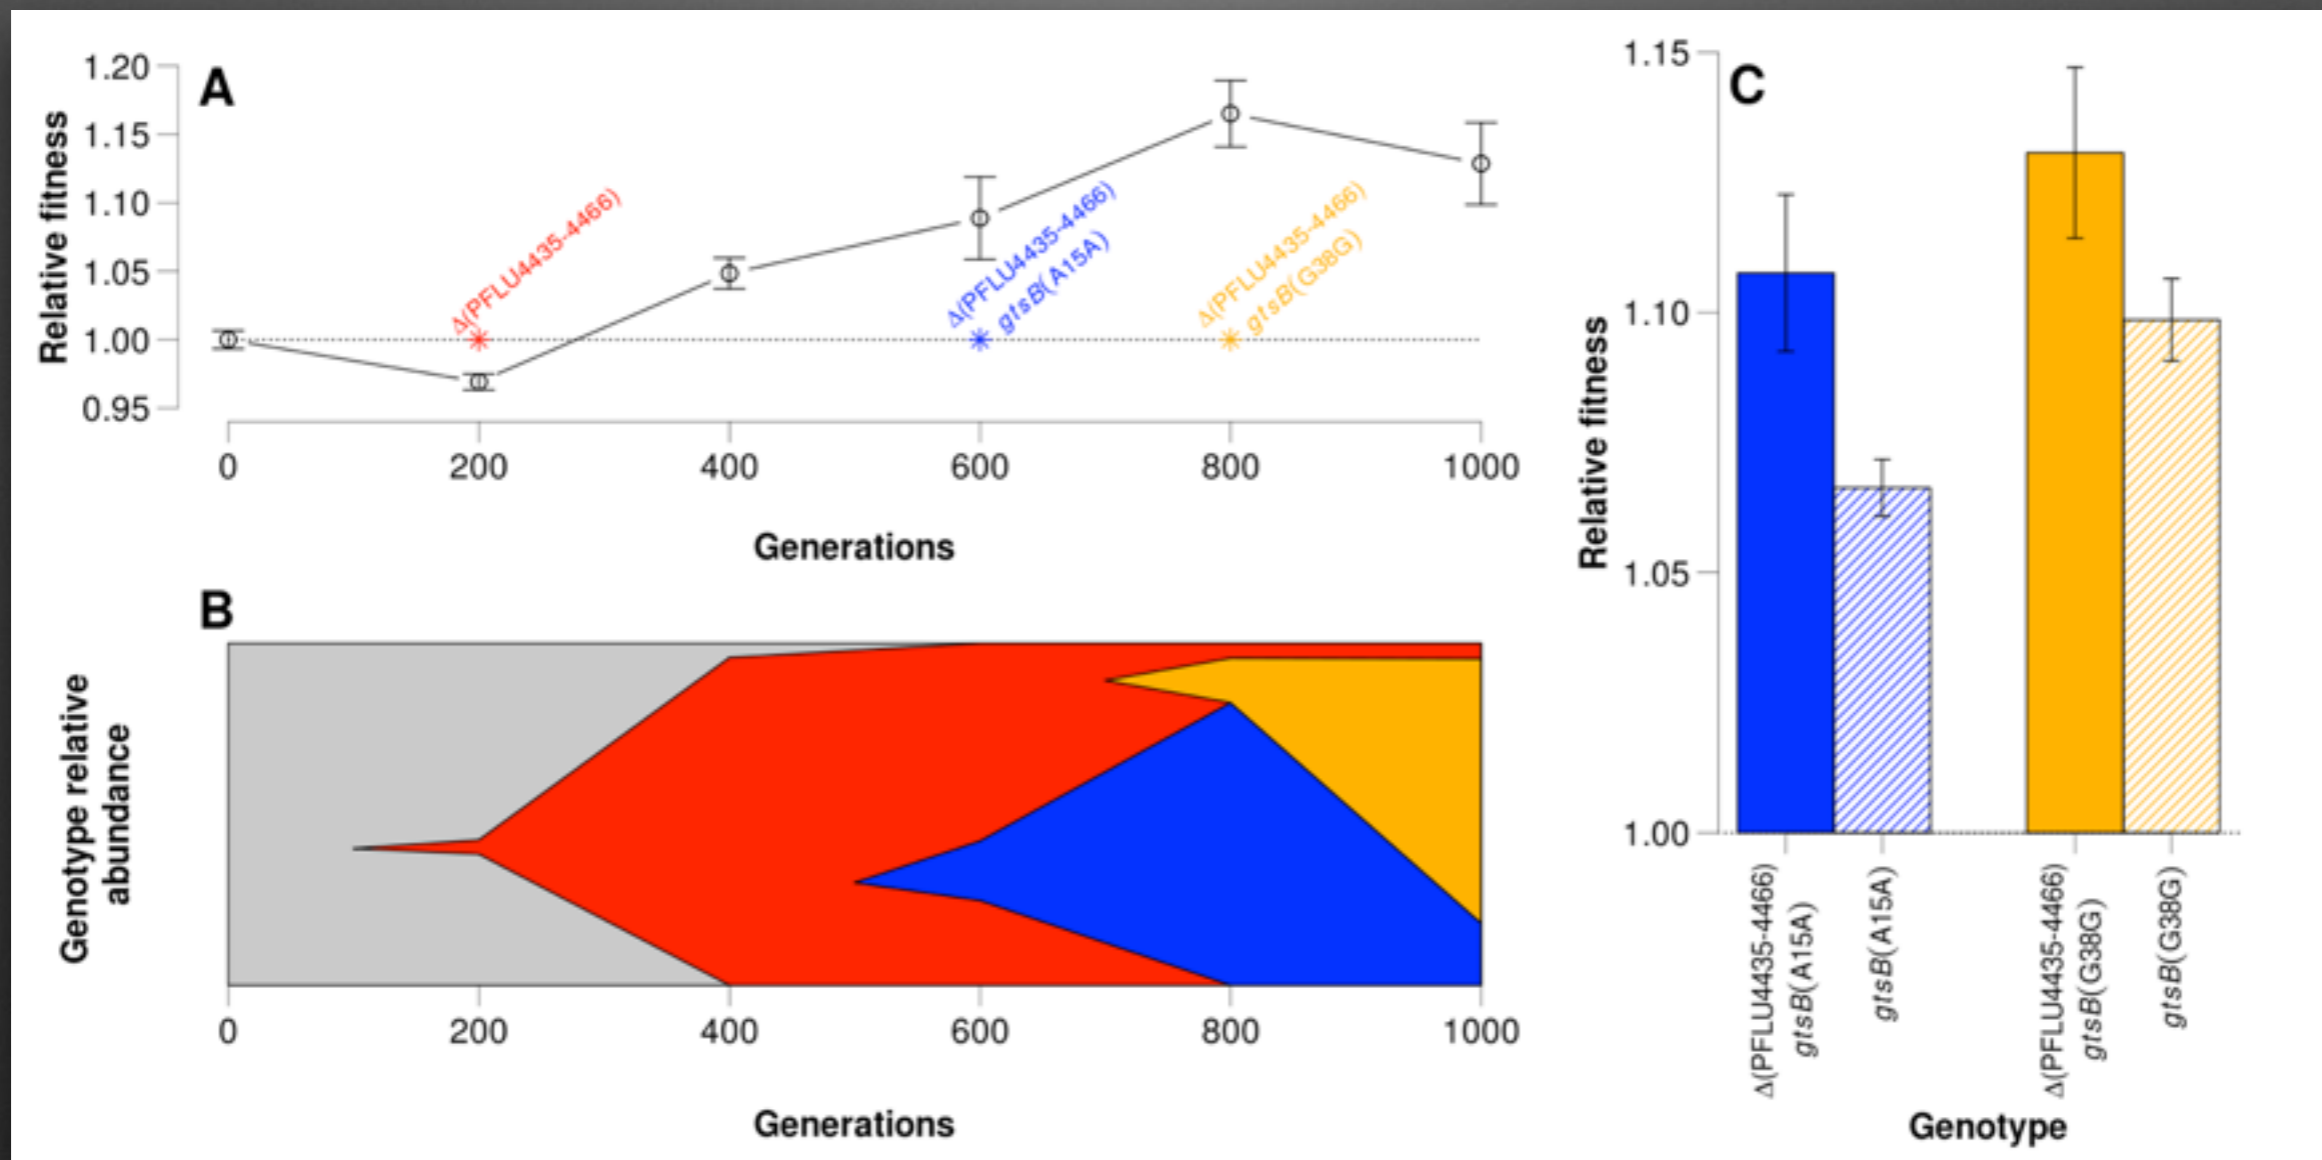 A
Relative fitness
1.20
1.15
1.10
1.05
1.00
0.95
Δ(PFLU4435-4466)
Δ(PFLU4435-4466)
gtsB(A15A)
Δ(PFLU4435-4466)
gtsB(G38G)
0 200 400 600 800 1000
Generations
B
Genotype relative
abundance
0 200 400 600 800 1000
Generations
C
Relative fitness
1.15
1.10
1.05
1.00
Δ(PFLU4435-4466)
gtsB(A15A)
gtsB(A15A)
Δ(PFLU4435-4466)
gtsB(G38G)
gtsB(G38G)
Genotype